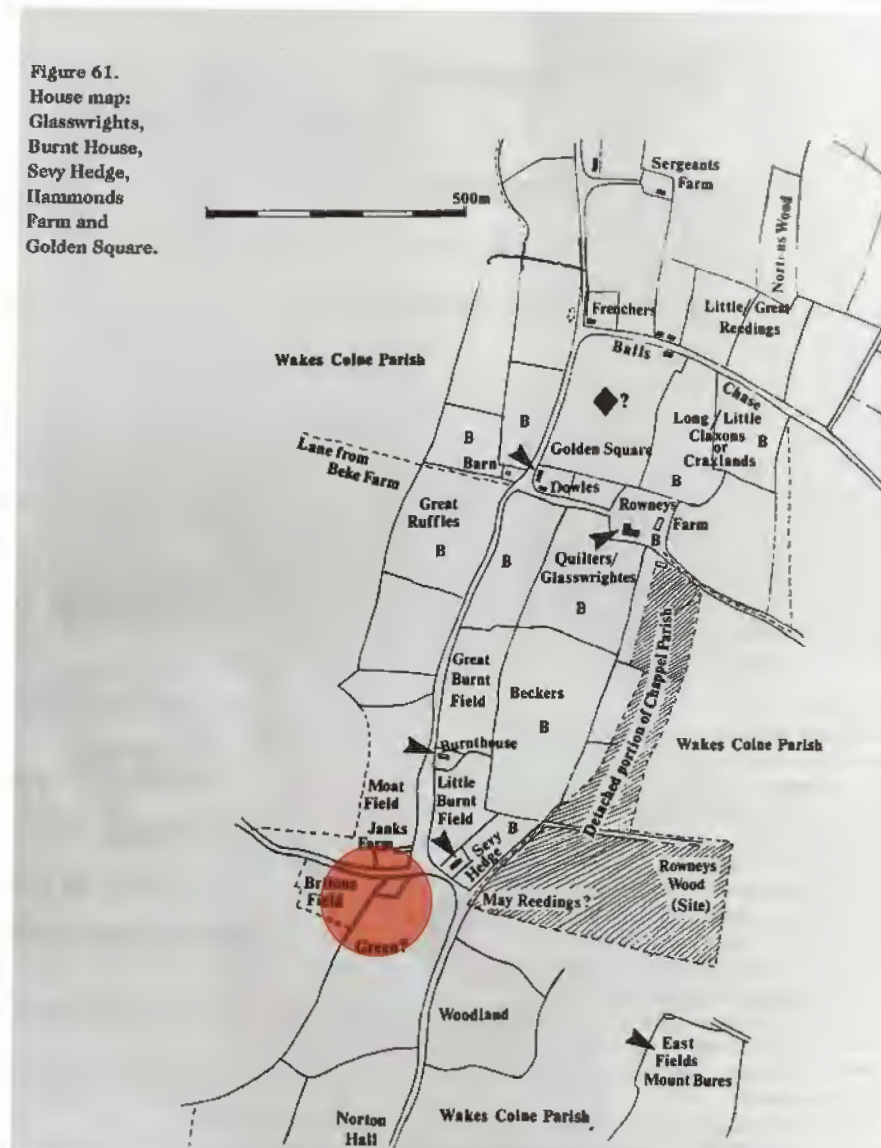 Figure 61.
House map:
Glasswrights,
Burnt House,
Sevy Hedge,
Hammonds
Farm and
Golden Square.
500m
Sergeants
Farm
Nortons Wood
Frenchers
Little/Great
Reedings
Balls
Chase
Wakes Colne Parish
?
Long/Little
Claxons
or
Craxlands
B
B
B
B
Golden Square
Barn
Lane from
Beke Farm
Dowles
Rowneys
Farm
B
Great
Ruffles
B
B
Quilters/
Glasswrightes
B
Great
Burnt
Field
Beckers
B
Detached portion of Chappel Parish
Wakes Colne Parish
Burnthouse
Moat
Field
Little
Burnt
Field
B
Janks
Farm
Sevy
Hedge
Britons
Field
May Reedings?
Rowneys
Wood
(Site)
Green?
Woodland
East
Fields
Mount Bures
Norton
Hall
Wakes Colne Parish